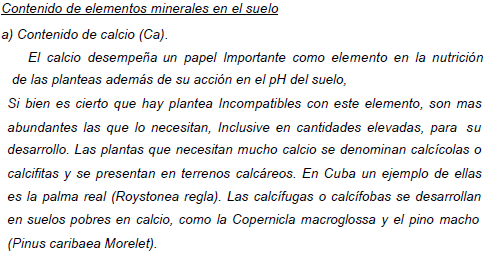 Contenido de elementos minerales en el suelo
a) Contenido de calcio (Ca).
El calcio desempeña un papel Importante como elemento en la nutrición
de las planteas además de su acción en el pH del suelo,
Si bien es cierto que hay plantea Incompatibles con este elemento, son mas
abundantes las que lo necesitan, Inclusive en cantidades elevadas, para su
desarrollo. Las plantas que necesitan mucho calcio se denominan calcícolas o
calcifitas y se presentan en terrenos calcáreos. En Cuba un ejemplo de ellas
es la palma real (Roystonea regla). Las calcífugas o calcífobas se desarrollan
en suelos pobres en calcio, como la Copernicla macroglossa y el pino macho
(Pinus caribaea Morelet).